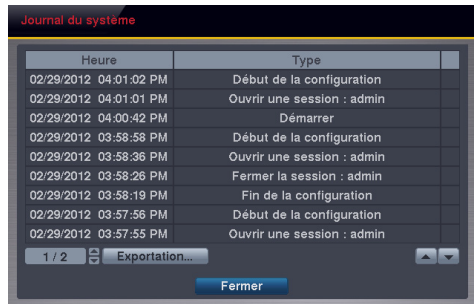 Journal du système
Heure Type
02/29/2012 04:01:02 PM Début de la configuration
02/29/2012 04:01:01 PM Ouvrir une session : admin
02/29/2012 04:00:42 PM Démarrer
02/29/2012 03:58:58 PM Début de la configuration
02/29/2012 03:58:36 PM Ouvrir une session : admin
02/29/2012 03:58:26 PM Fermer la session : admin
02/29/2012 03:58:19 PM Fin de la configuration
02/29/2012 03:57:56 PM Début de la configuration
02/29/2012 03:57:55 PM Ouvrir une session : admin
1 / 2 Exportation...
Fermer